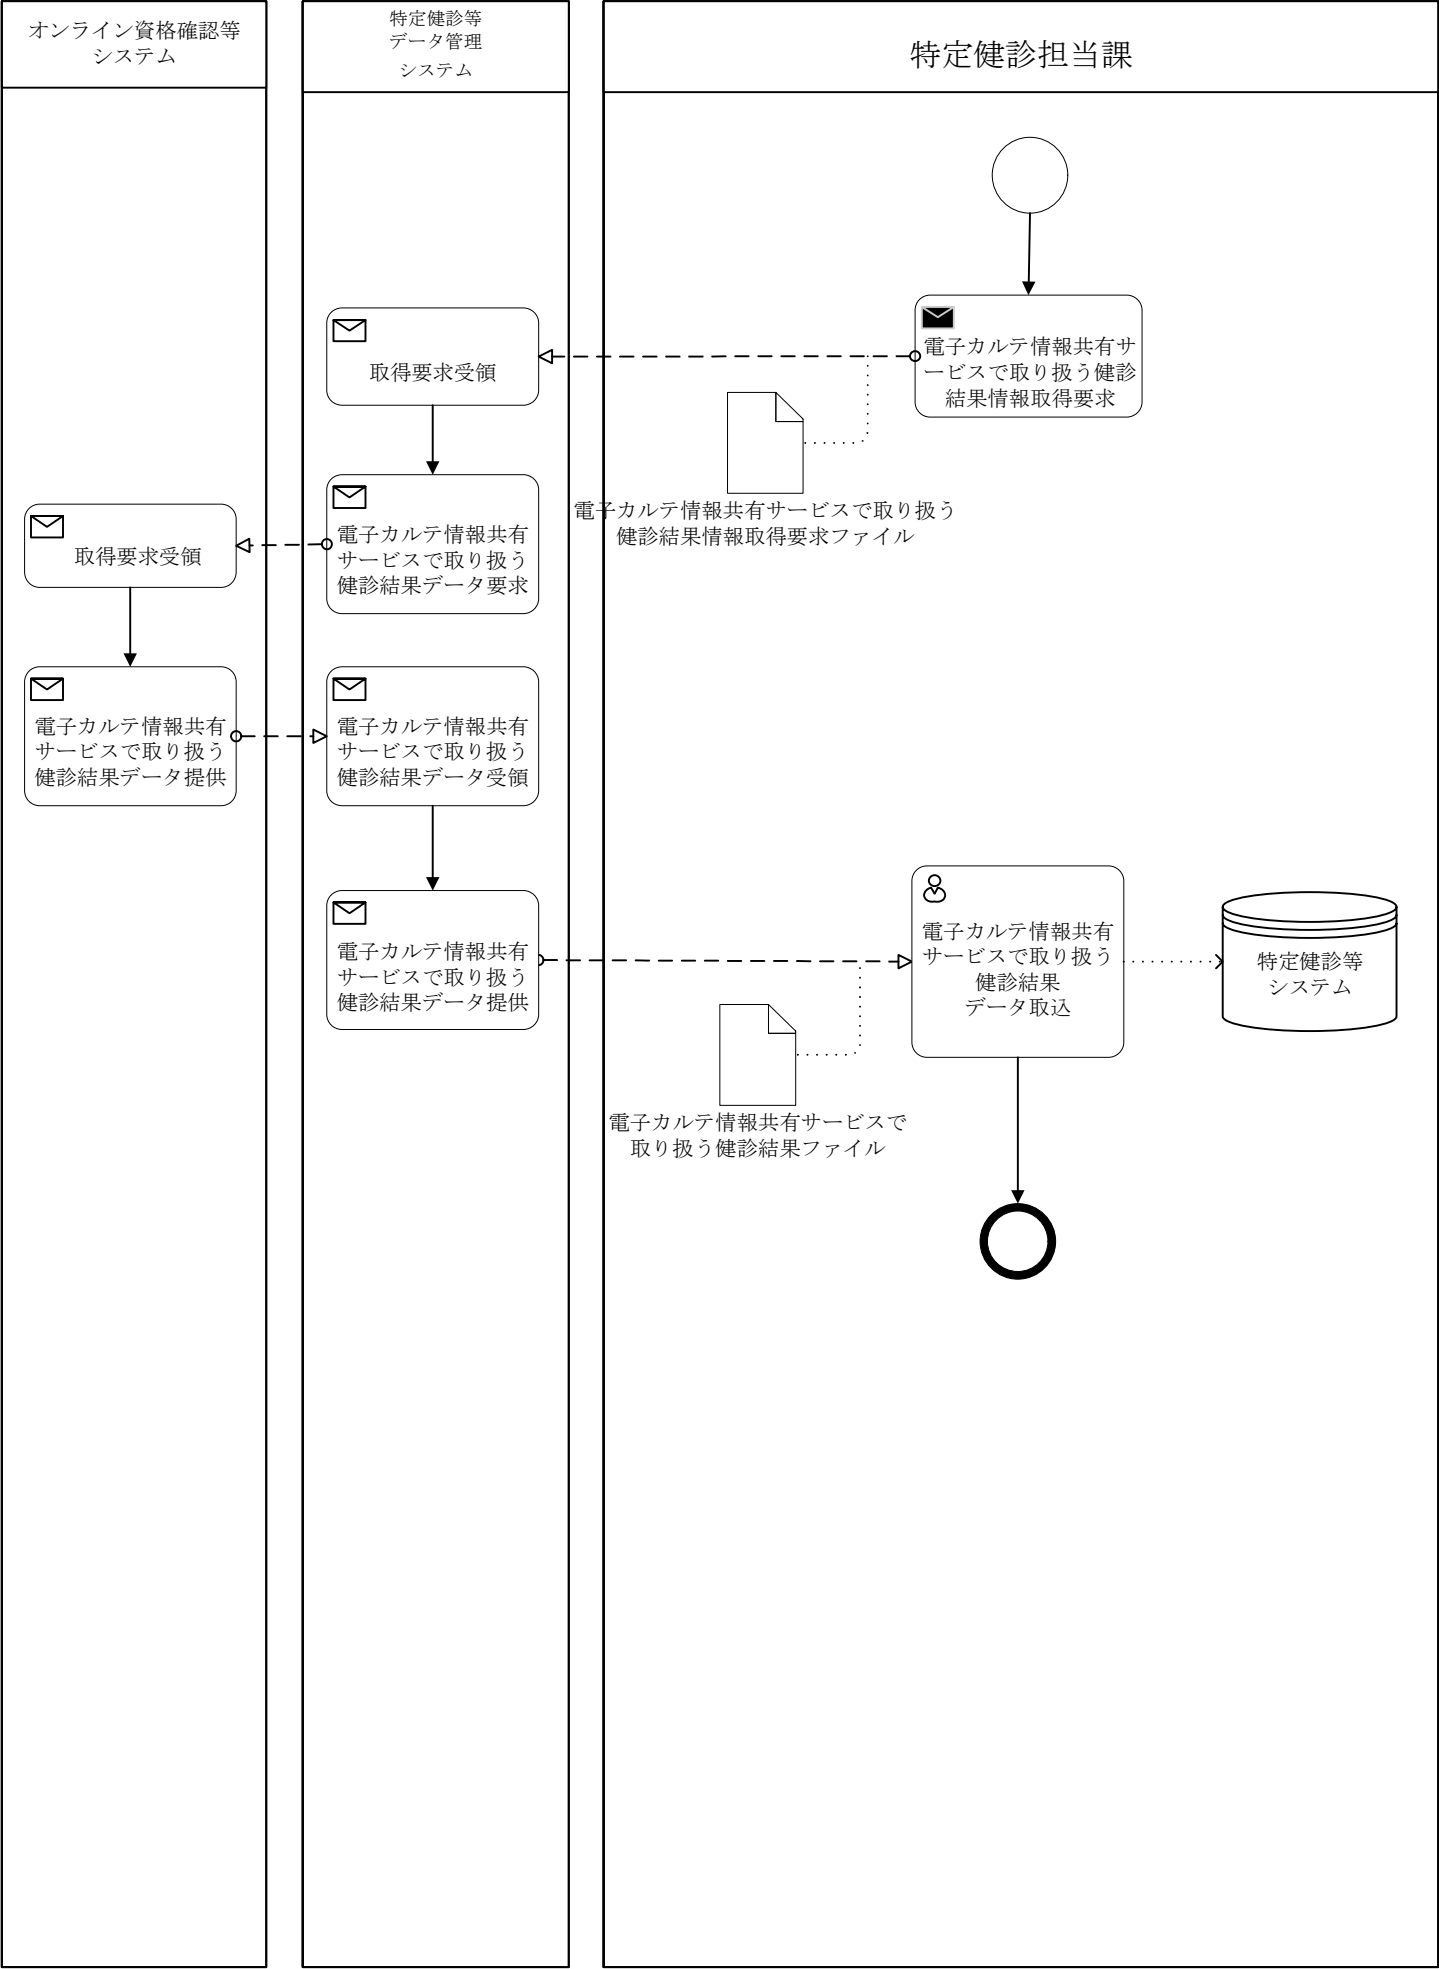 オンライン資格確認等
システム
特定健診等
データ管理
システム
特定健診担当課
電子カルテ情報共有サ
ービスで取り扱う健診
結果情報取得要求
取得要求受領
電子カルテ情報共有サービスで取り扱う
健診結果情報取得要求ファイル
電子カルテ情報共有
サービスで取り扱う
健診結果データ要求
取得要求受領
電子カルテ情報共有
サービスで取り扱う
健診結果データ提供
電子カルテ情報共有
サービスで取り扱う
健診結果データ受領
電子カルテ情報共有
サービスで取り扱う
健診結果データ提供
電子カルテ情報共有サービスで
取り扱う健診結果ファイル
電子カルテ情報共有
サービスで取り扱う
健診結果
データ取込
特定健診等
システム